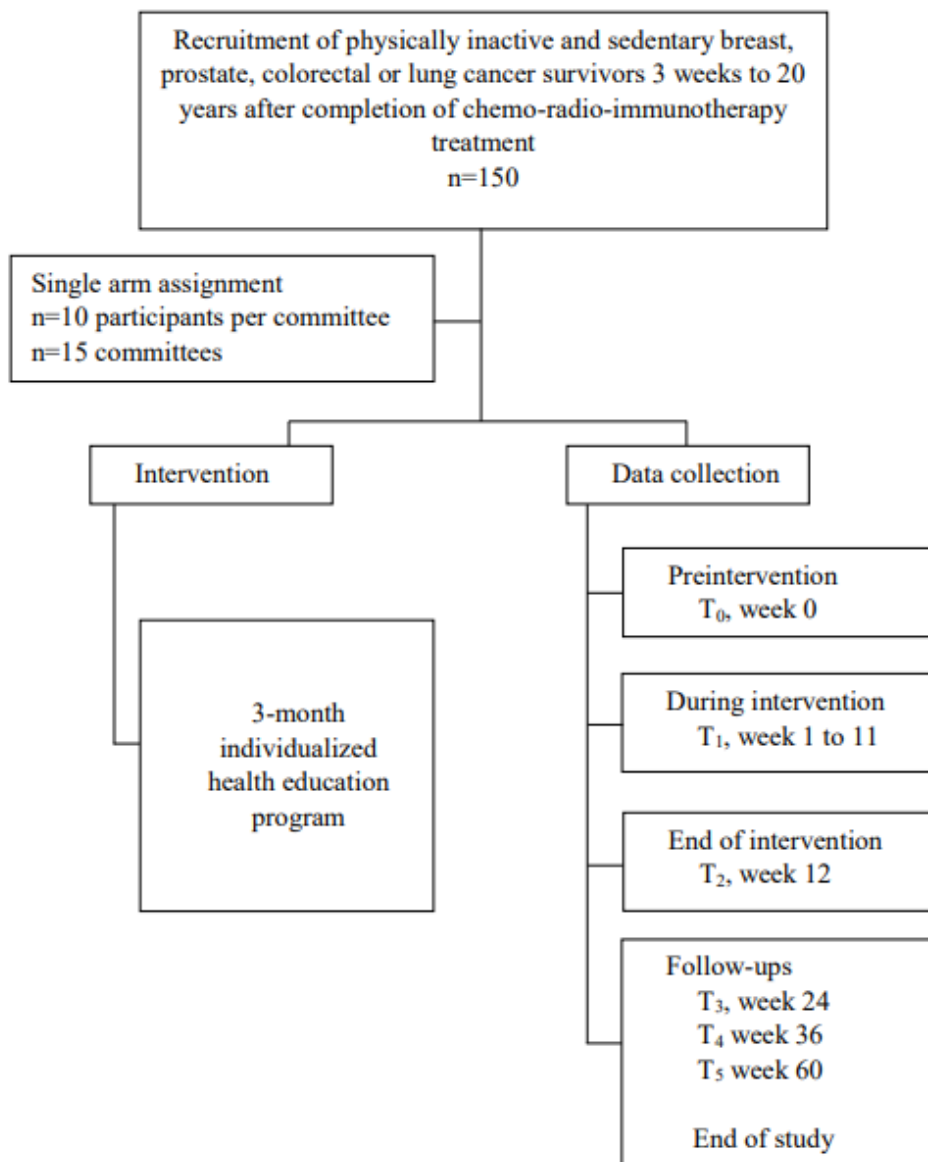 Recruitment of physically inactive and sedentary breast,
prostate, colorectal or lung cancer survivors 3 weeks to 20
years after completion of chemo-radio-immunotherapy
treatment
n=150
Single arm assignment
n=10 participants per committee
n=15 committees
Intervention
3-month
individualized
health education
program
Data collection
Preintervention
T₀, week 0
During intervention
T₁, week 1 to 11
End of intervention
T₂, week 12
Follow-ups
T₃, week 24
T₄ week 36
T₅ week 60
End of study